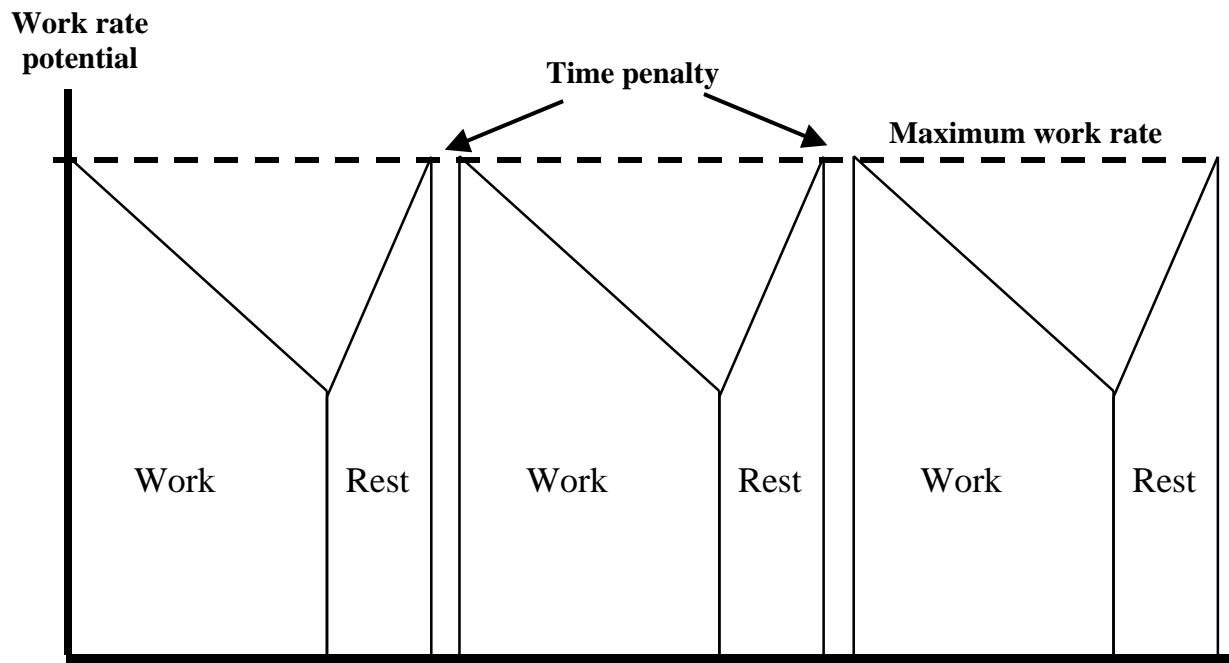 Work rate
potential
Time penalty
Maximum work rate
Work
Rest
Work
Rest
Work
Rest